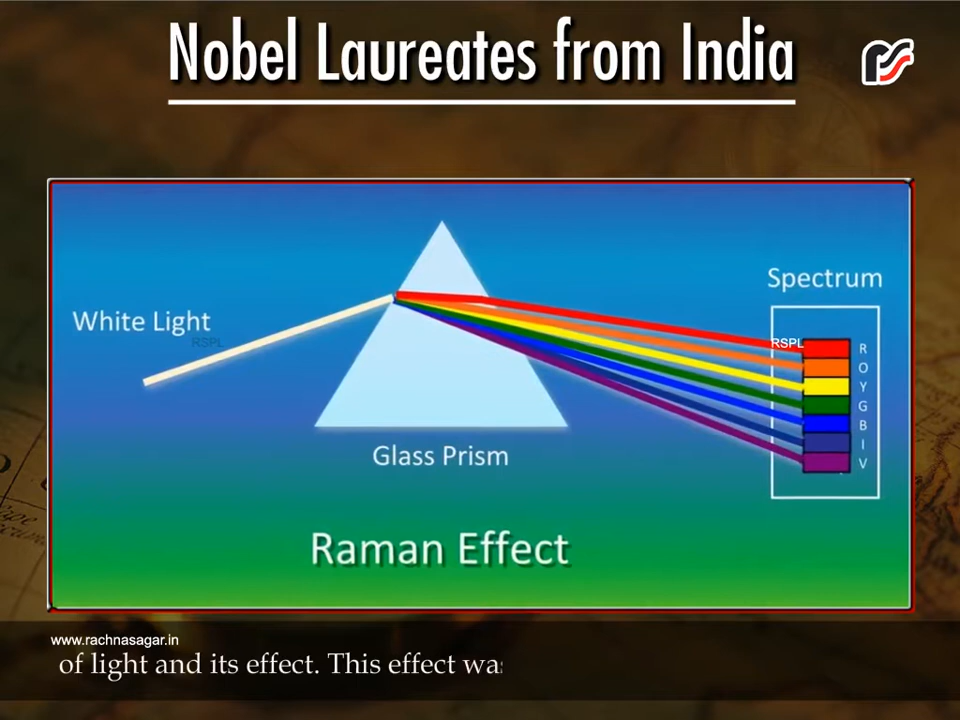 Nobel Laureates from India
Spectrum
White Light
RSPL
RSPL
R
O
Y
G
B
I
V
Glass Prism
Raman Effect
www.rachnasagar.in
of light and its effect. This effect was